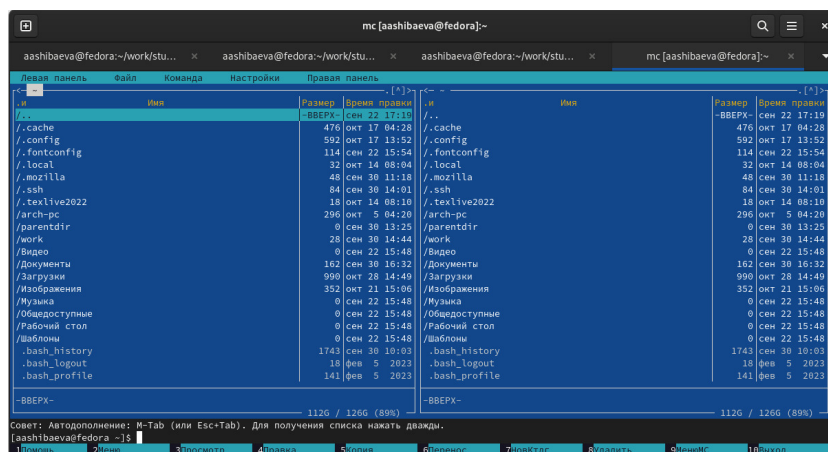 mc [aashibaeva@fedora]:~
aashibaeva@fedora:~/work/stu... × aashibaeva@fedora:~/work/stu... × aashibaeva@fedora:~/work/stu... × mc [aashibaeva@fedora]:~ ×
Левая панель Файл Команда Настройки Правая панель
<- ~ .[^]> <- ~ .[^]>
.и Имя Размер Время правки .и Имя Размер Время правки
/.. -ВВЕРХ- сен 22 17:19 /.. -ВВЕРХ- сен 22 17:19
/.cache 476 окт 17 04:28 /.cache 476 окт 17 04:28
/.config 592 окт 17 13:52 /.config 592 окт 17 13:52
/.fontconfig 114 сен 22 15:54 /.fontconfig 114 сен 22 15:54
/.local 32 окт 14 08:04 /.local 32 окт 14 08:04
/.mozilla 48 сен 30 11:18 /.mozilla 48 сен 30 11:18
/.ssh 84 сен 30 14:01 /.ssh 84 сен 30 14:01
/.texlive2022 18 окт 14 08:10 /.texlive2022 18 окт 14 08:10
/arch-pc 296 окт 5 04:20 /arch-pc 296 окт 5 04:20
/parentdir 0 сен 30 13:25 /parentdir 0 сен 30 13:25
/work 28 сен 30 14:44 /work 28 сен 30 14:44
/Видео 0 сен 22 15:48 /Видео 0 сен 22 15:48
/Документы 162 сен 30 16:32 /Документы 162 сен 30 16:32
/Загрузки 990 окт 28 14:49 /Загрузки 990 окт 28 14:49
/Изображения 352 окт 21 15:06 /Изображения 352 окт 21 15:06
/Музыка 0 сен 22 15:48 /Музыка 0 сен 22 15:48
/Общедоступные 0 сен 22 15:48 /Общедоступные 0 сен 22 15:48
/Рабочий стол 0 сен 22 15:48 /Рабочий стол 0 сен 22 15:48
/Шаблоны 0 сен 22 15:48 /Шаблоны 0 сен 22 15:48
.bash_history 1743 сен 30 10:03 .bash_history 1743 сен 30 10:03
.bash_logout 18 фев 5 2023 .bash_logout 18 фев 5 2023
.bash_profile 141 фев 5 2023 .bash_profile 141 фев 5 2023
-ВВЕРХ- -ВВЕРХ-
112G / 126G (89%) 112G / 126G (89%)
Совет: Автодополнение: M-Tab (или Esc+Tab). Для получения списка нажать дважды.
[aashibaeva@fedora ~]$
1Помощь 2Меню 3Просмотр 4Правка 5Копия 6Перенос 7НовКтлг 8Удалить 9МенюМС 10Выход